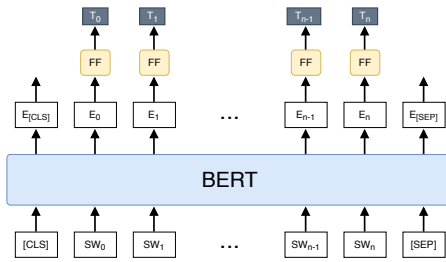 T₀ T₁ Tₙ₋₁ Tₙ
FF FF FF FF
E[CLS] E₀ E₁ ... Eₙ₋₁ Eₙ E[SEP]
BERT
[CLS] SW₀ SW₁ ... SWₙ₋₁ SWₙ [SEP]